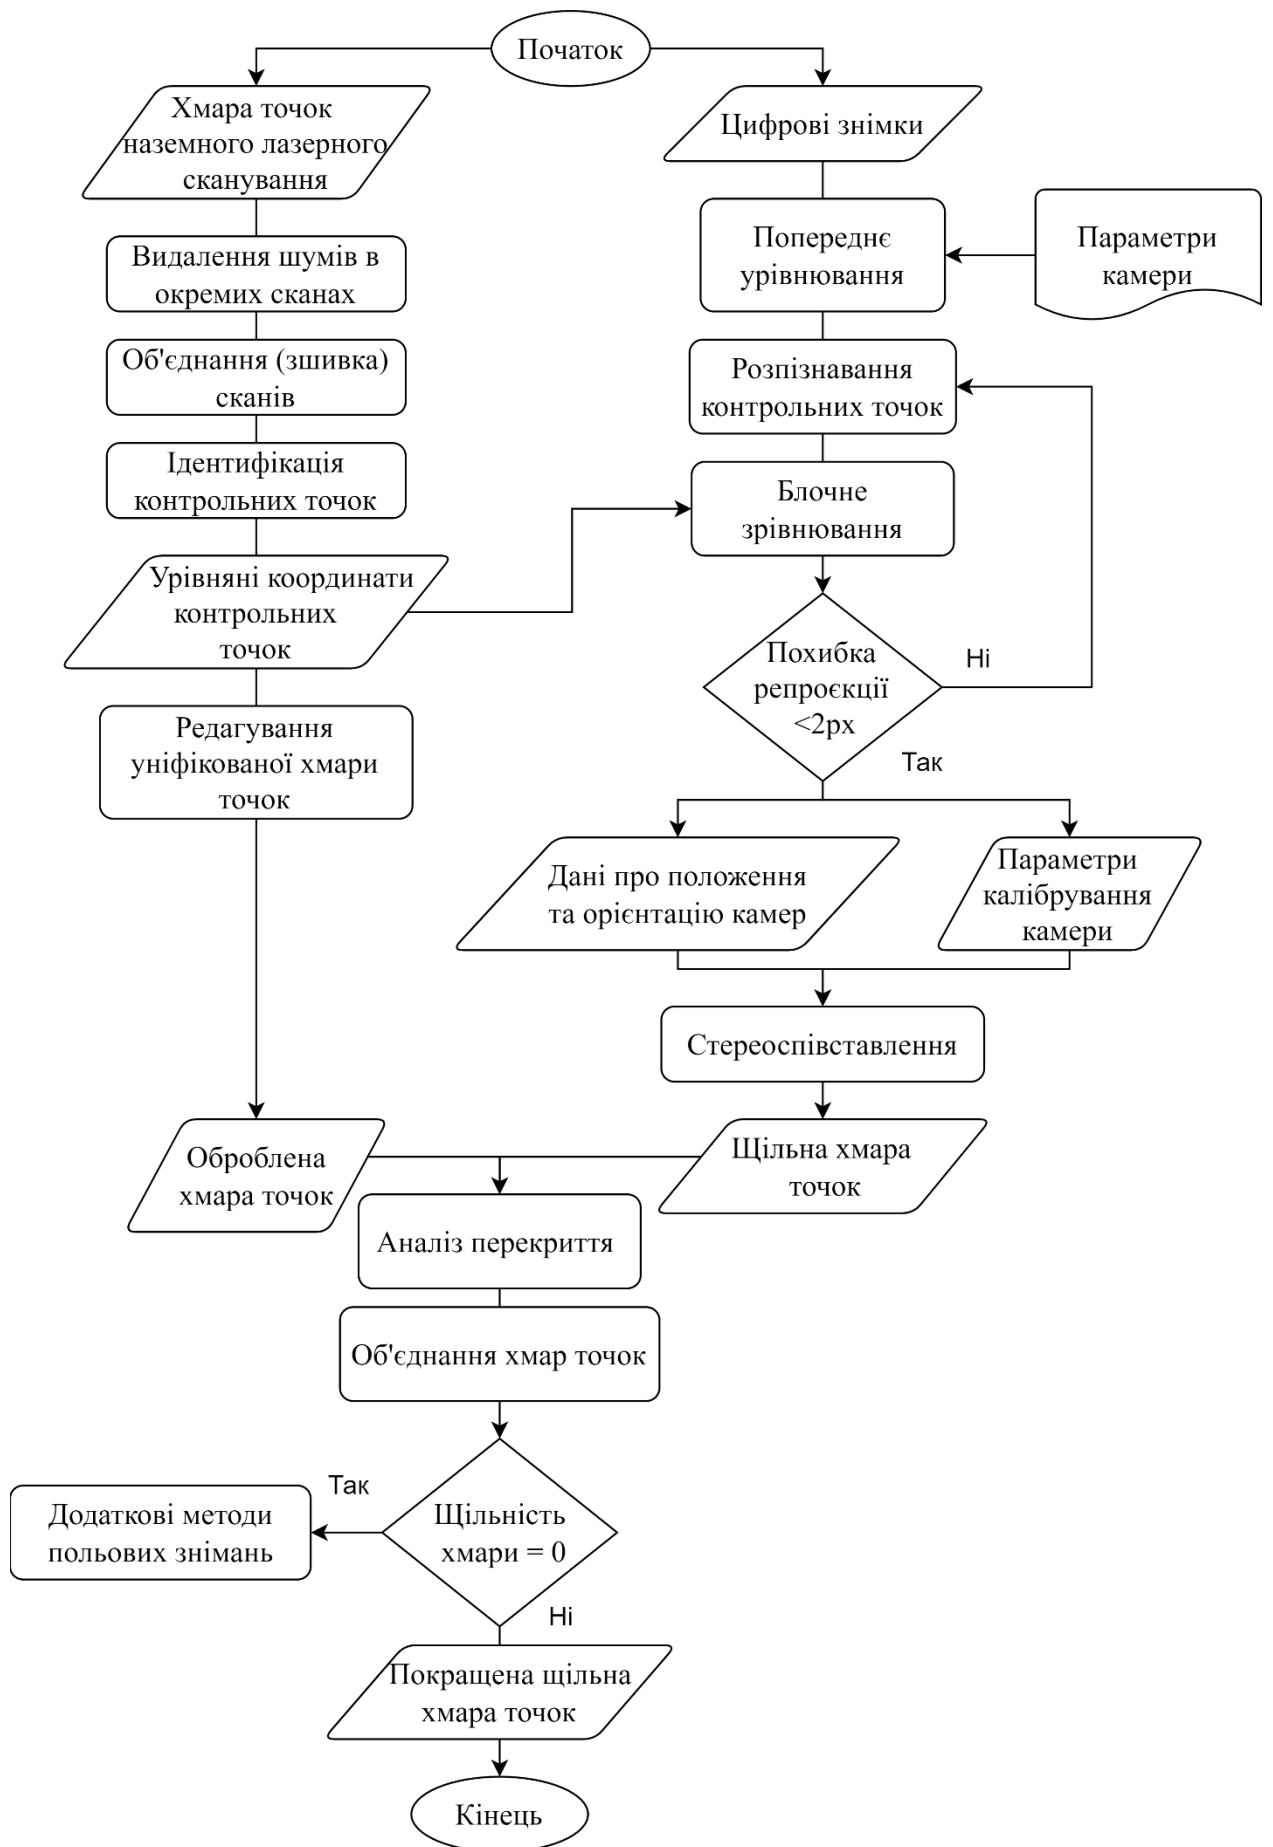 Початок
Хмара точок
наземного лазерного
сканування
Цифрові знімки
Видалення шумів в
окремих сканах
Попереднє
урівнювання
Параметри
камери
Об'єднання (зшивка)
сканів
Розпізнавання
контрольних точок
Ідентифікація
контрольних точок
Блочне
зрівнювання
Урівняні координати
контрольних
точок
Похибка
репроєкції
<2px
Ні
Так
Редагування
уніфікованої хмари
точок
Дані про положення
та орієнтацію камер
Параметри
калібрування
камери
Стереоспівставлення
Оброблена
хмара точок
Щільна хмара
точок
Аналіз перекриття
Об'єднання хмар точок
Щільність
хмари = 0
Так
Додаткові методи
польових знімань
Ні
Покращена щільна
хмара точок
Кінець